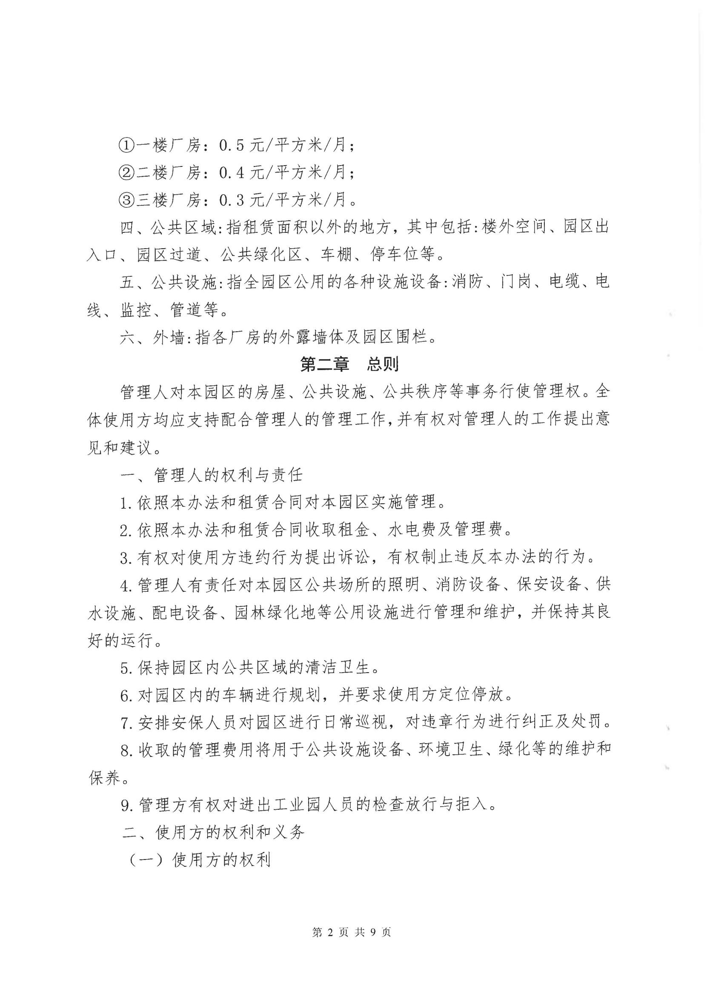 ①一楼厂房：0.5元/平方米/月；
②二楼厂房：0.4元/平方米/月；
③三楼厂房：0.3元/平方米/月。
四、公共区域:指租赁面积以外的地方，其中包括:楼外空间、园区出
入口、园区过道、公共绿化区、车棚、停车位等。
五、公共设施:指全园区公用的各种设施设备:消防、门岗、电缆、电
线、监控、管道等。
六、外墙:指各厂房的外露墙体及园区围栏。
第二章　总则
管理人对本园区的房屋、公共设施、公共秩序等事务行使管理权。全
体使用方均应支持配合管理人的管理工作,并有权对管理人的工作提出意
见和建议。
一、管理人的权利与责任
1.依照本办法和租赁合同对本园区实施管理。
2.依照本办法和租赁合同收取租金、水电费及管理费。
3.有权对使用方违约行为提出诉讼，有权制止违反本办法的行为。
4.管理人有责任对本园区公共场所的照明、消防设备、保安设备、供
水设施、配电设备、园林绿化地等公用设施进行管理和维护，并保持其良
好的运行。
5.保持园区内公共区域的清洁卫生。
6.对园区内的车辆进行规划，并要求使用方定位停放。
7.安排安保人员对园区进行日常巡视，对违章行为进行纠正及处罚。
8.收取的管理费用将用于公共设施设备、环境卫生、绿化等的维护和
保养。
9.管理方有权对进出工业园人员的检查放行与拒入。
二、使用方的权利和义务
（一）使用方的权利
第 2 页 共 9 页